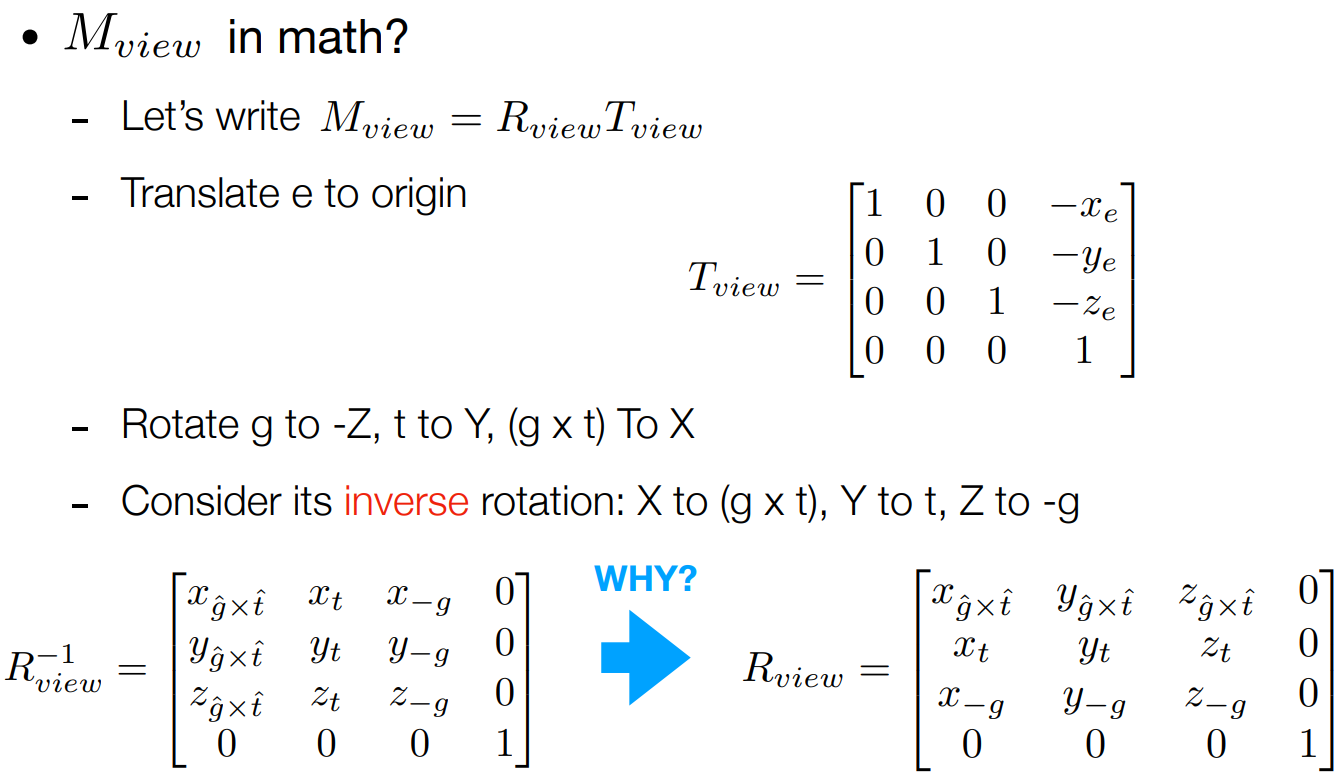 • $M_{view}$ in math?
- Let's write $M_{view} = R_{view}T_{view}$
- Translate e to origin
$T_{view} = \begin{bmatrix} 1 & 0 & 0 & -x_e \\ 0 & 1 & 0 & -y_e \\ 0 & 0 & 1 & -z_e \\ 0 & 0 & 0 & 1 \end{bmatrix}$
- Rotate g to -Z, t to Y, (g x t) To X
- Consider its inverse rotation: X to (g x t), Y to t, Z to -g
$R_{view}^{-1} = \begin{bmatrix} x_{\hat{g}\times\hat{t}} & x_t & x_{-g} & 0 \\ y_{\hat{g}\times\hat{t}} & y_t & y_{-g} & 0 \\ z_{\hat{g}\times\hat{t}} & z_t & z_{-g} & 0 \\ 0 & 0 & 0 & 1 \end{bmatrix}$
WHY?
$R_{view} = \begin{bmatrix} x_{\hat{g}\times\hat{t}} & y_{\hat{g}\times\hat{t}} & z_{\hat{g}\times\hat{t}} & 0 \\ x_t & y_t & z_t & 0 \\ x_{-g} & y_{-g} & z_{-g} & 0 \\ 0 & 0 & 0 & 1 \end{bmatrix}$